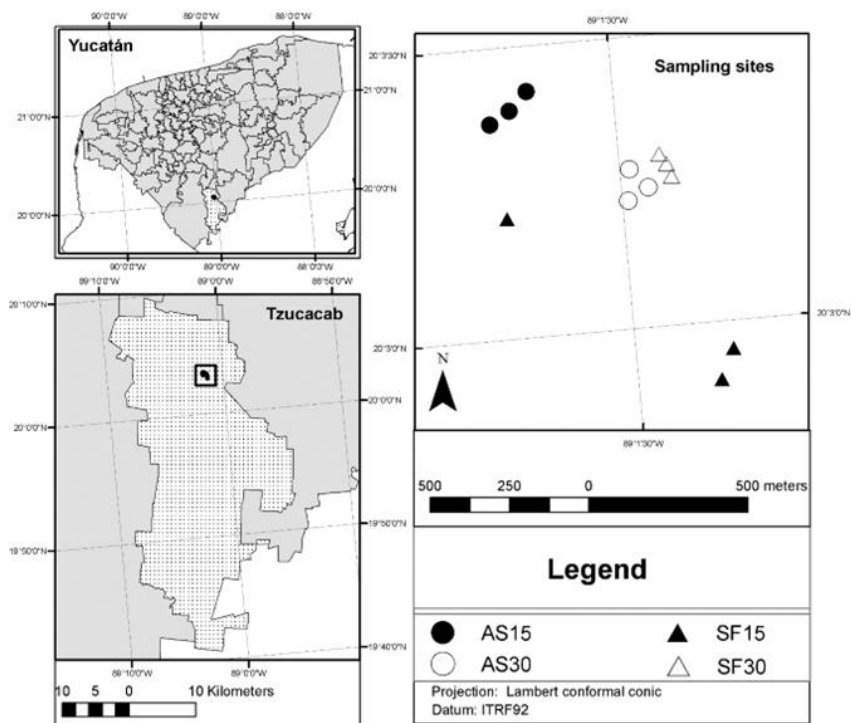 90°0'0"W 89°0'0"W 88°0'0"W
Yucatán
21°0'0"N
21°0'0"N
20°0'0"N
20°0'0"N
90°0'0"W 89°0'0"W 88°0'0"W
89°10'0"W 89°0'0"W 88°50'0"W
20°10'0"N
Tzucacab
20°0'0"N
20°0'0"N
19°50'0"N
19°50'0"N
19°40'0"N
89°10'0"W 89°0'0"W
10 5 0 10 Kilometers
89°1'30"W
20°3'30"N
Sampling sites
20°3'0"N
20°3'0"N
N
89°1'30"W
500 250 0 500 meters
Legend
AS15 SF15
AS30 SF30
Projection: Lambert conformal conic
Datum: ITRF92